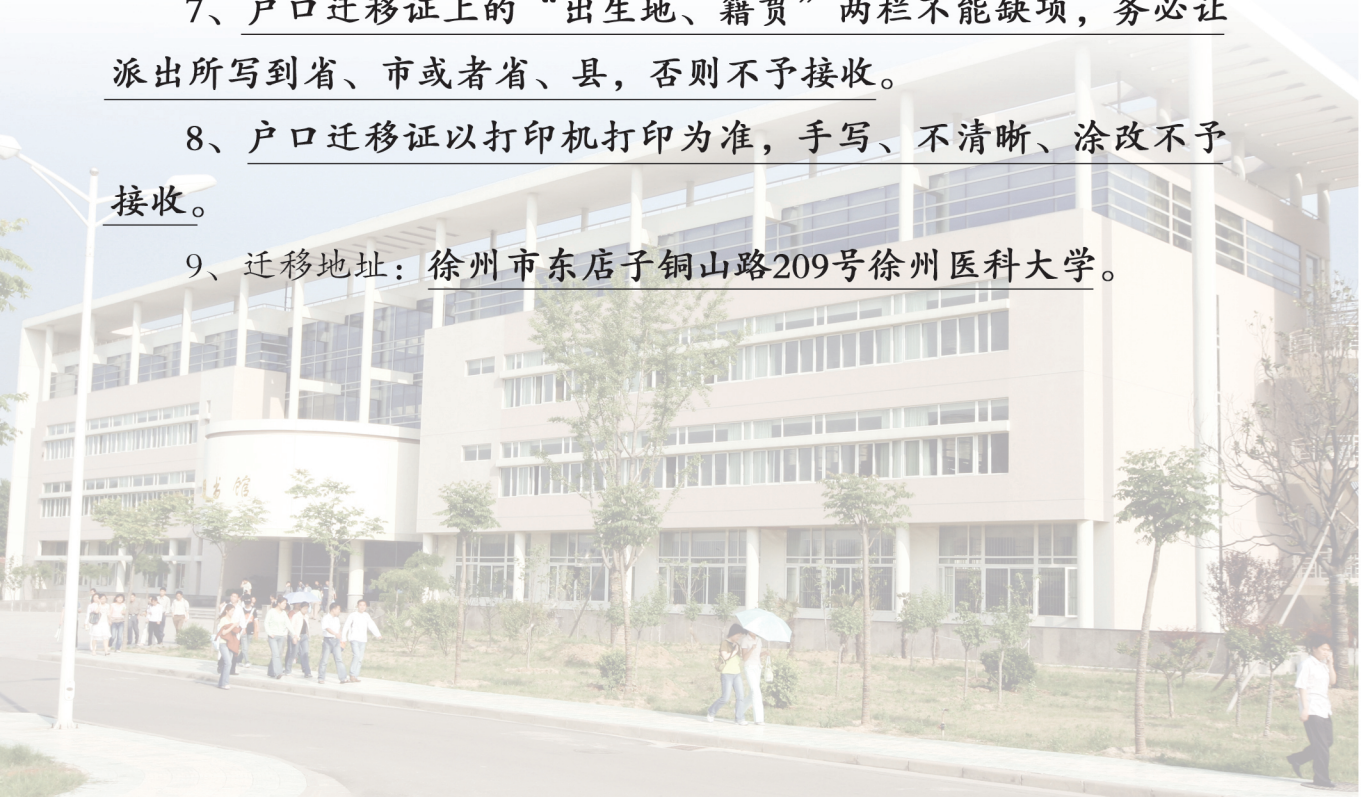 7、户口迁移证上的“出生地、籍贯”两栏不能缺项，务必让
派出所写到省、市或者省、县，否则不予接收。
8、户口迁移证以打印机打印为准，手写、不清晰、涂改不予
接收。
9、迁移地址：徐州市东店子铜山路209号徐州医科大学。
书馆